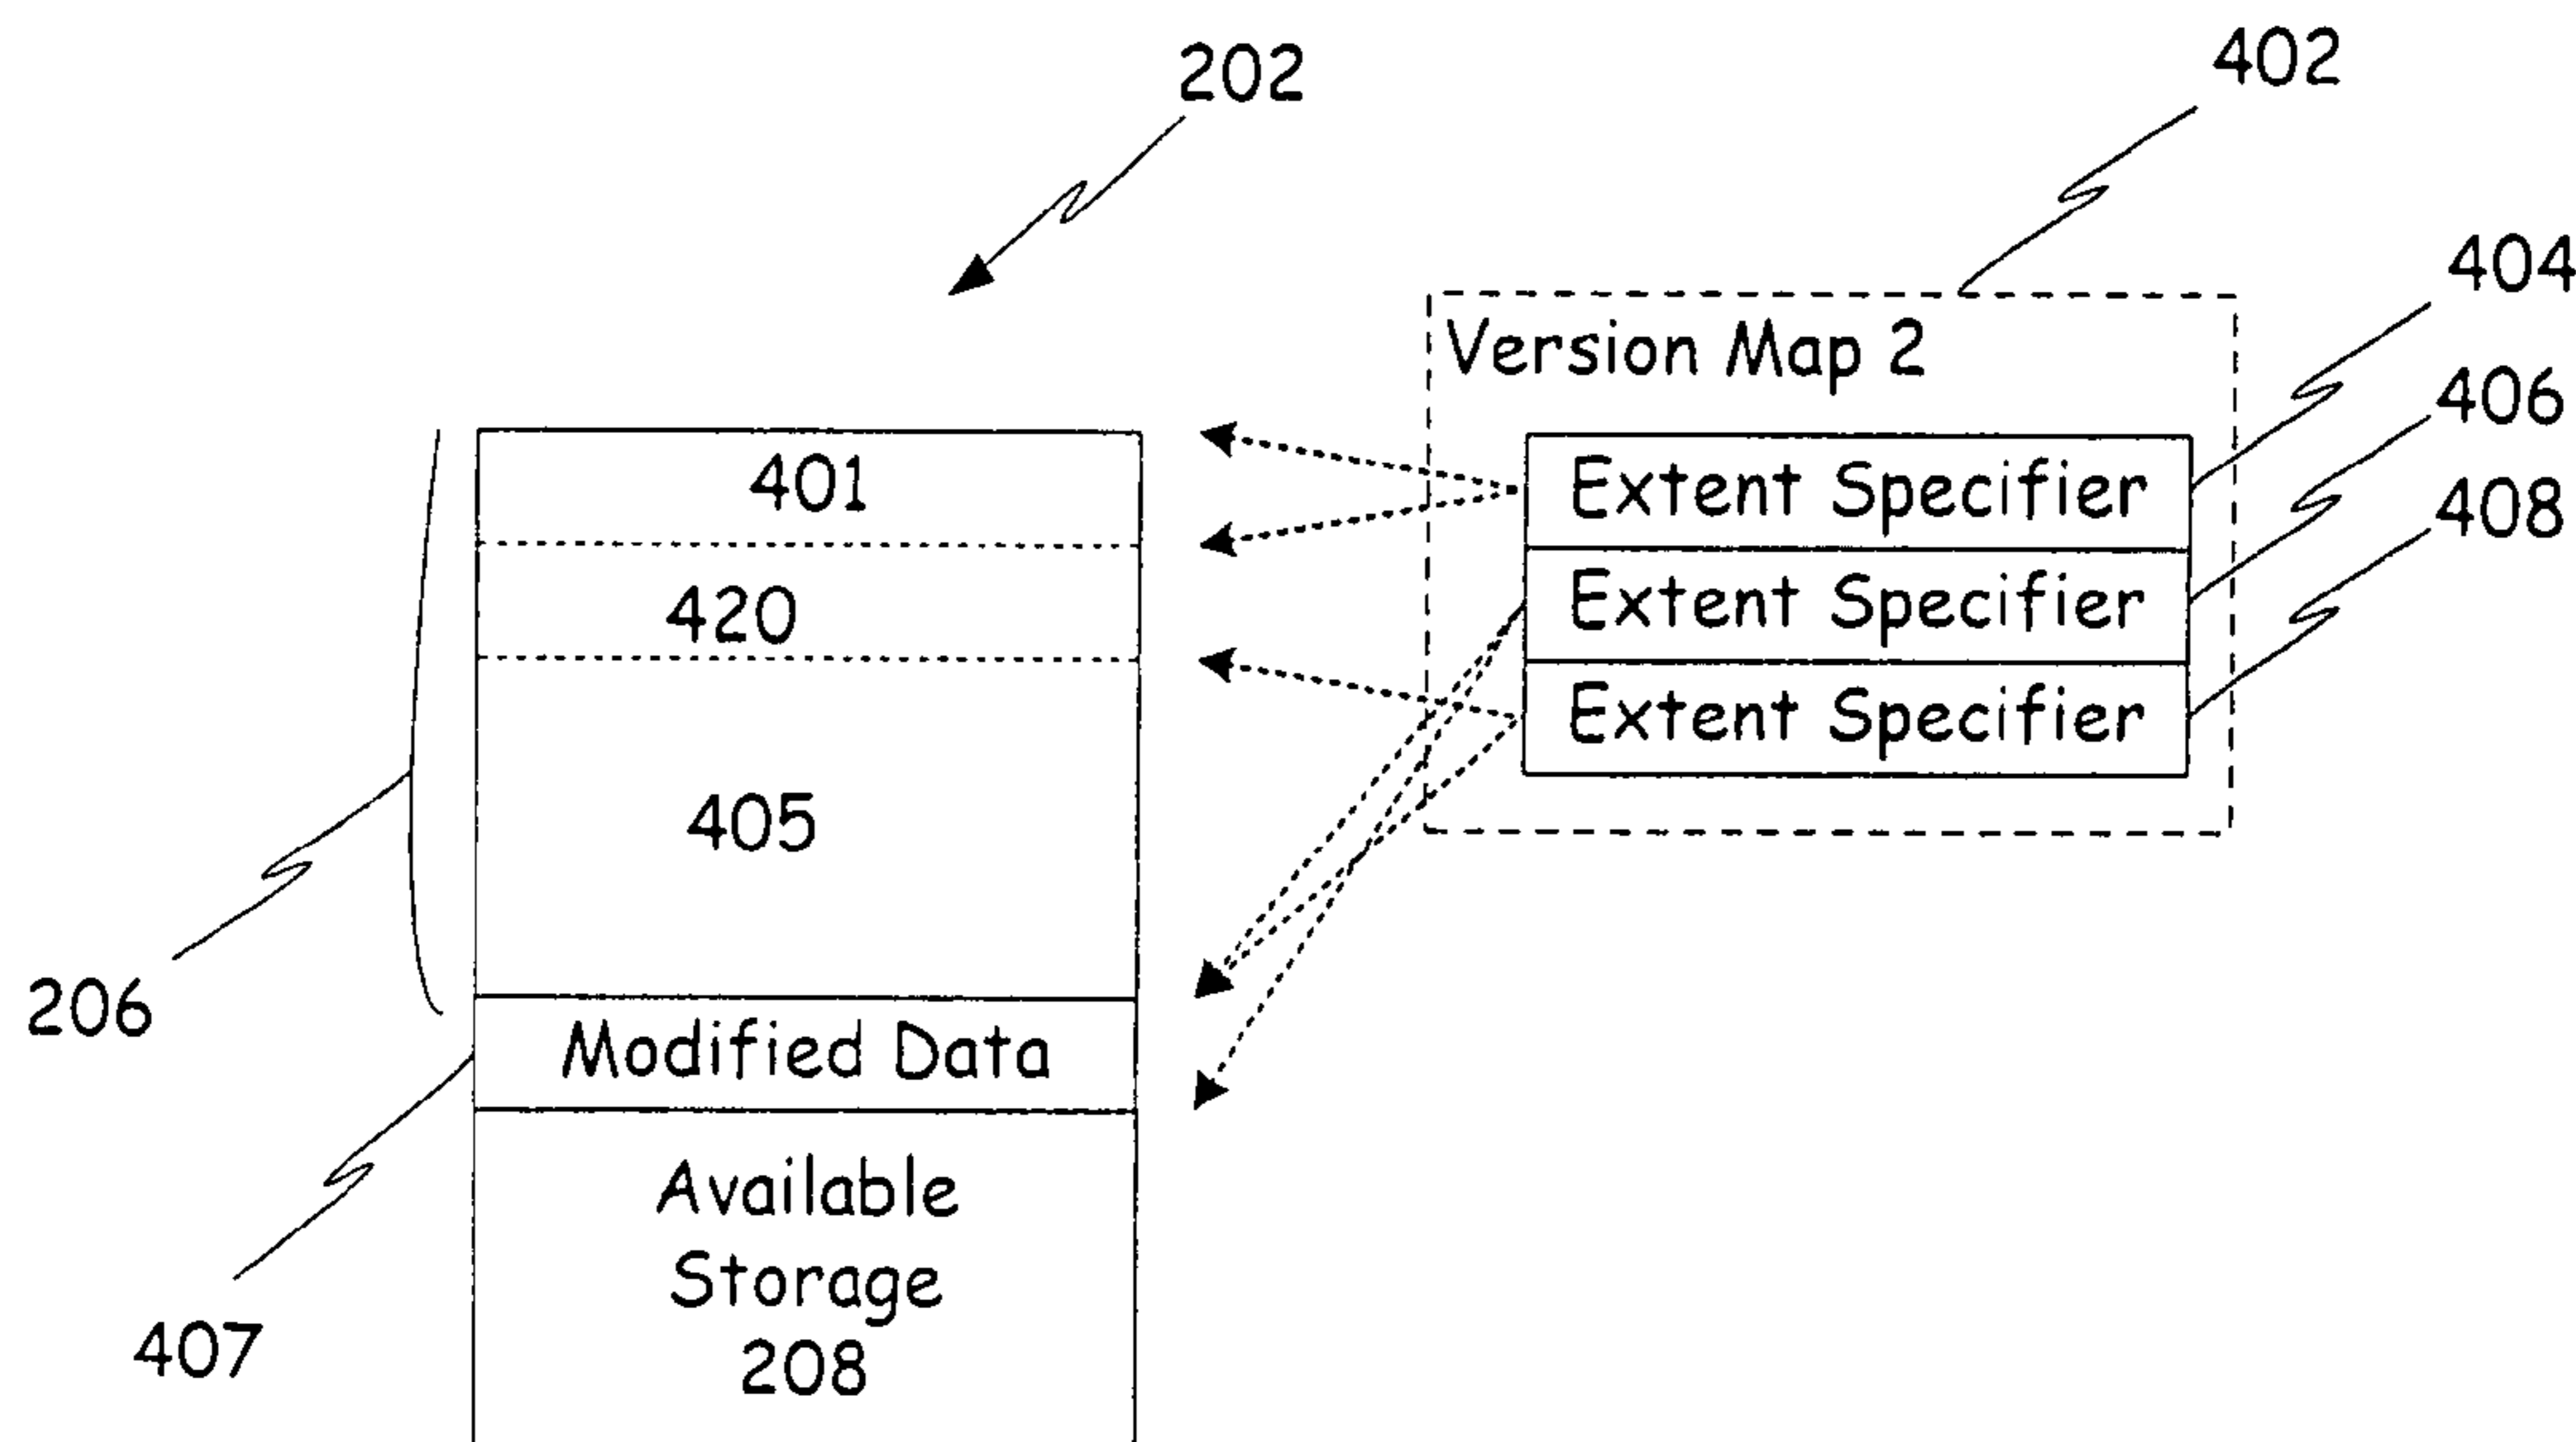 202
402
404
Version Map 2
406
401
Extent Specifier
408
420
Extent Specifier
Extent Specifier
405
206
Modified Data
Available
Storage
208
407